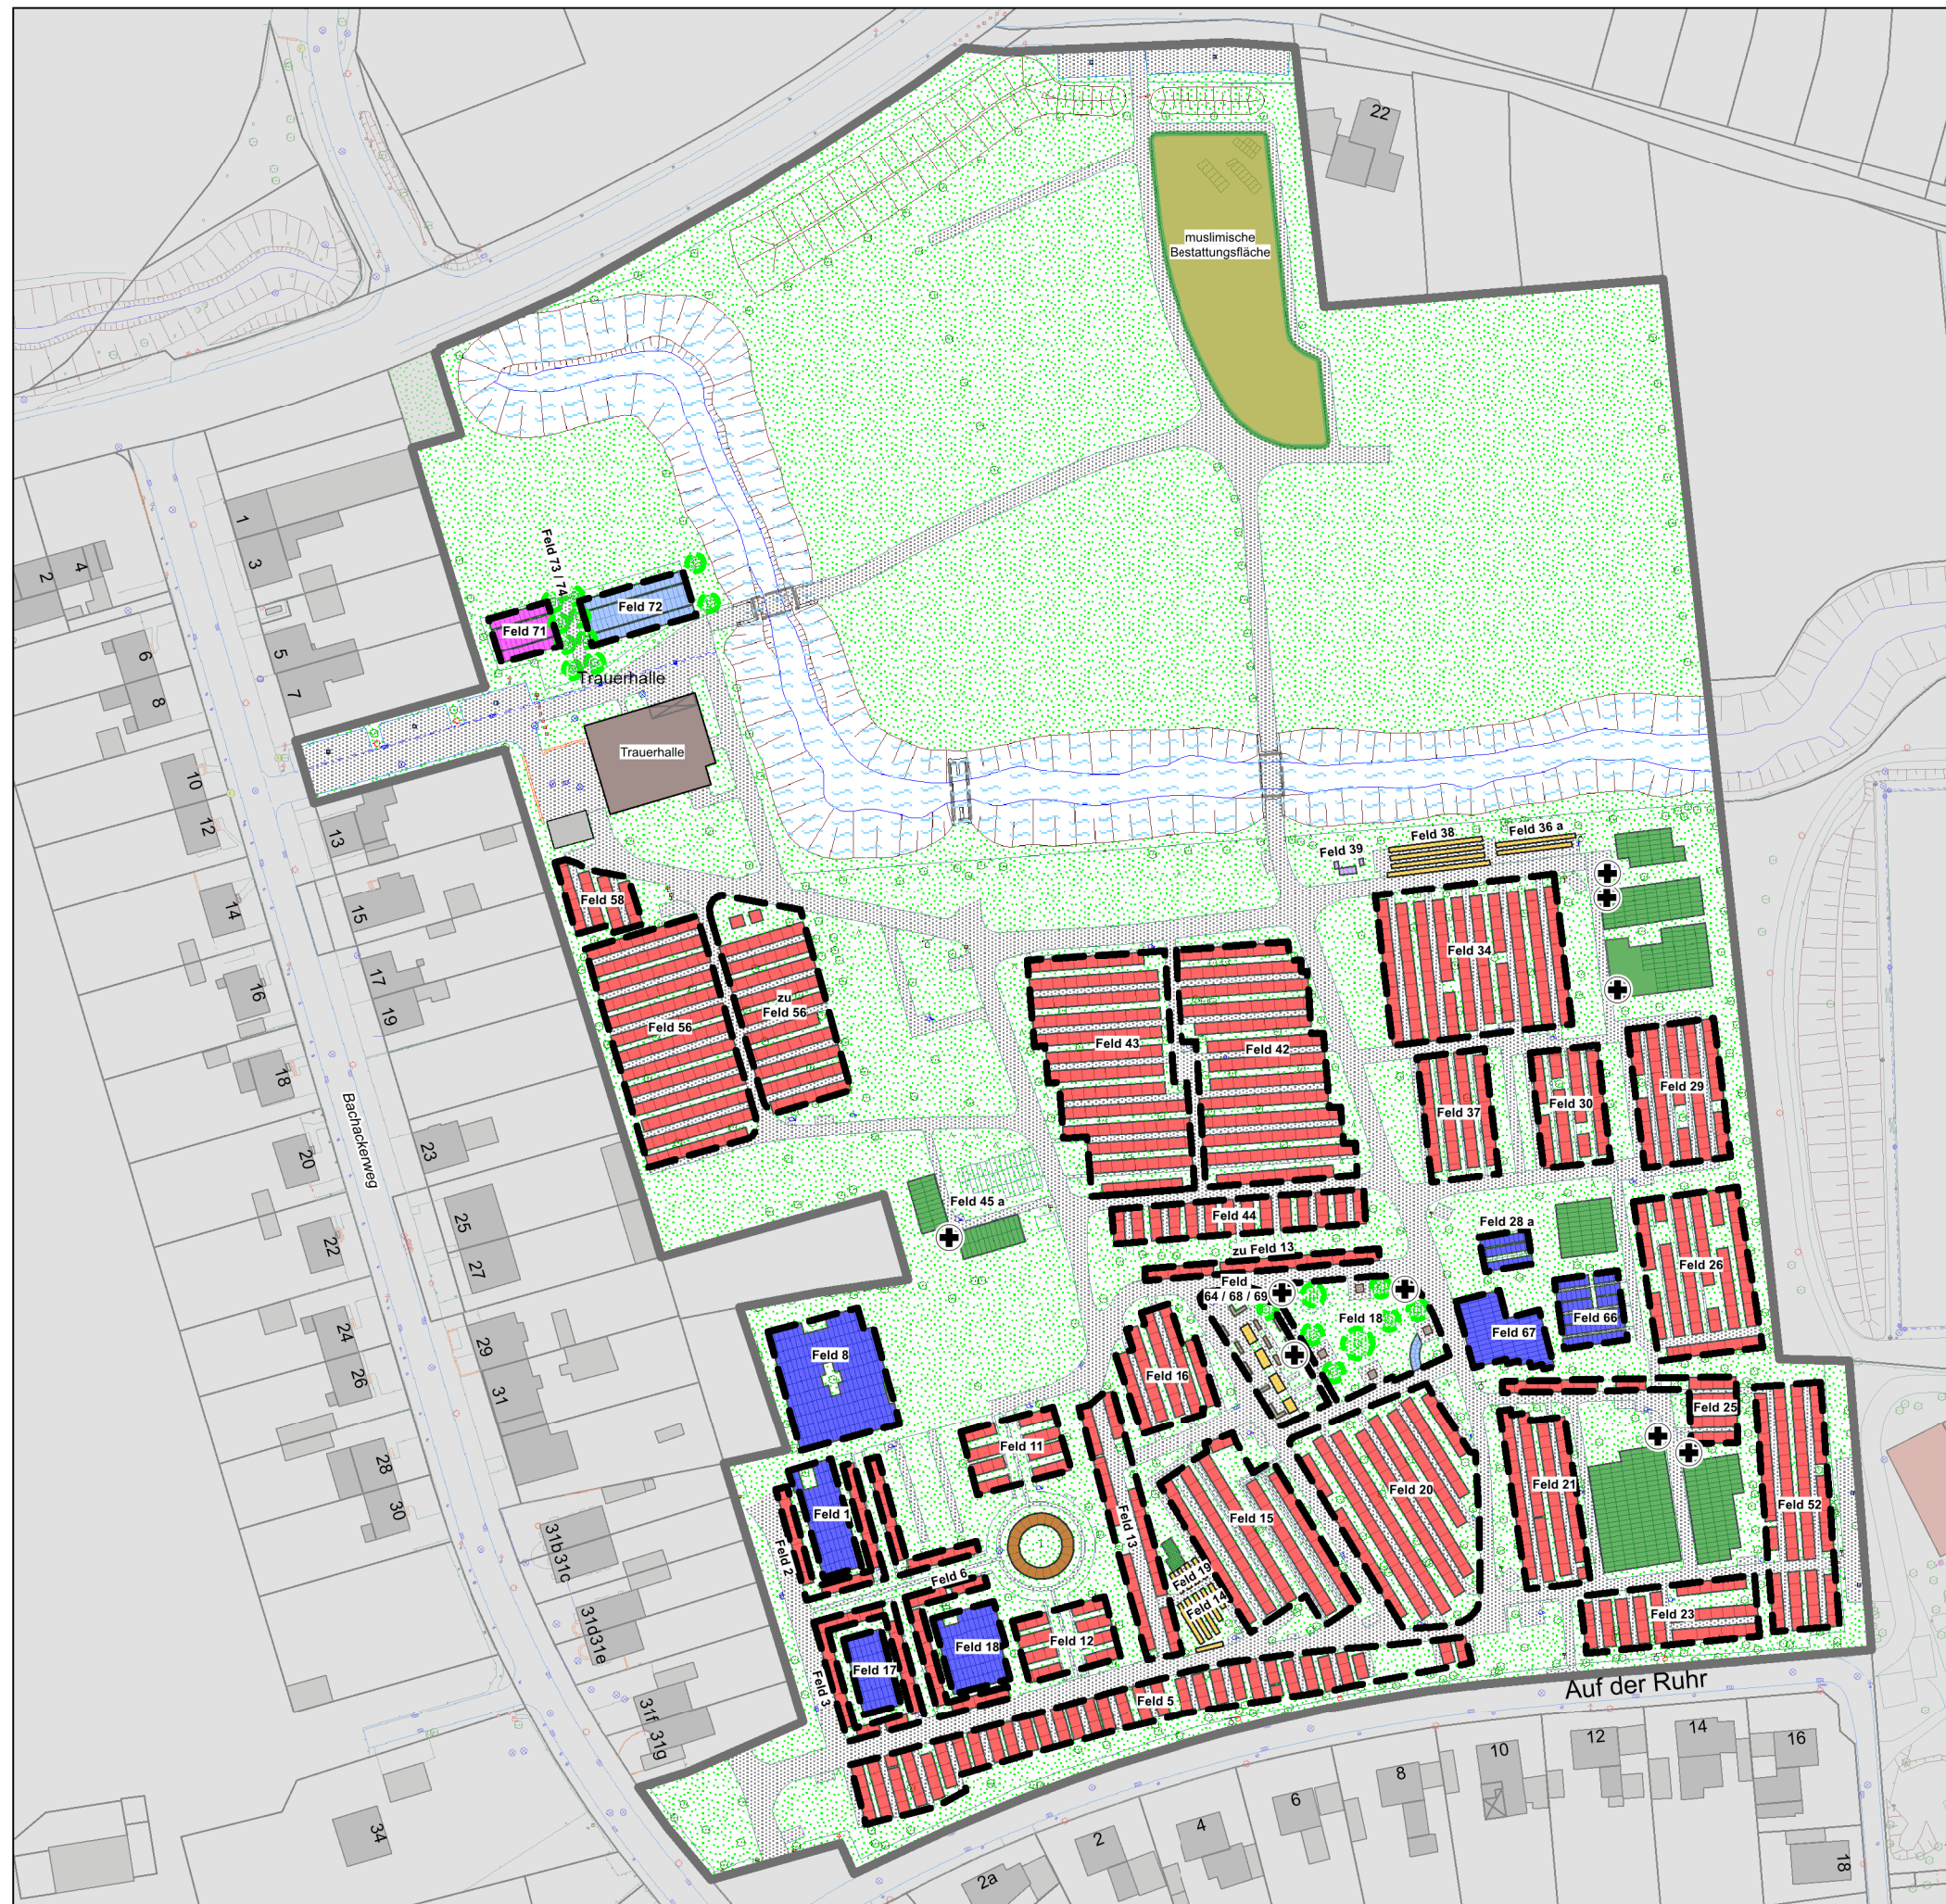 22
muslimische
Bestattungsfläche
1
3
2
4
Feld 73 / 74
Feld 72
Feld 71
5
7
6
8
Trauerhalle
Trauerhalle
10
12
13
14
15
16
17
19
18
Feld 39
Feld 38
Feld 36 a
Feld 58
Feld 34
zu
Feld 56
Feld 56
Feld 43
Feld 42
Feld 29
Feld 30
Feld 37
Bachackerweg
20
23
22
25
27
Feld 45 a
Feld 44
zu Feld 13
Feld 28 a
Feld 26
Feld
64 / 68 / 69
Feld 18
Feld 67
Feld 66
24
26
29
31
Feld 8
Feld 16
Feld 25
Feld 11
28
30
Feld 1
Feld 2
Feld 13
Feld 15
Feld 20
Feld 21
Feld 52
31b
31c
Feld 6
Feld 19
Feld 14
Feld 23
31d
31e
Feld 17
Feld 18
Feld 12
Feld 3
Feld 5
31f
31g
Auf der Ruhr
34
2a
2
4
6
8
10
12
14
16
18